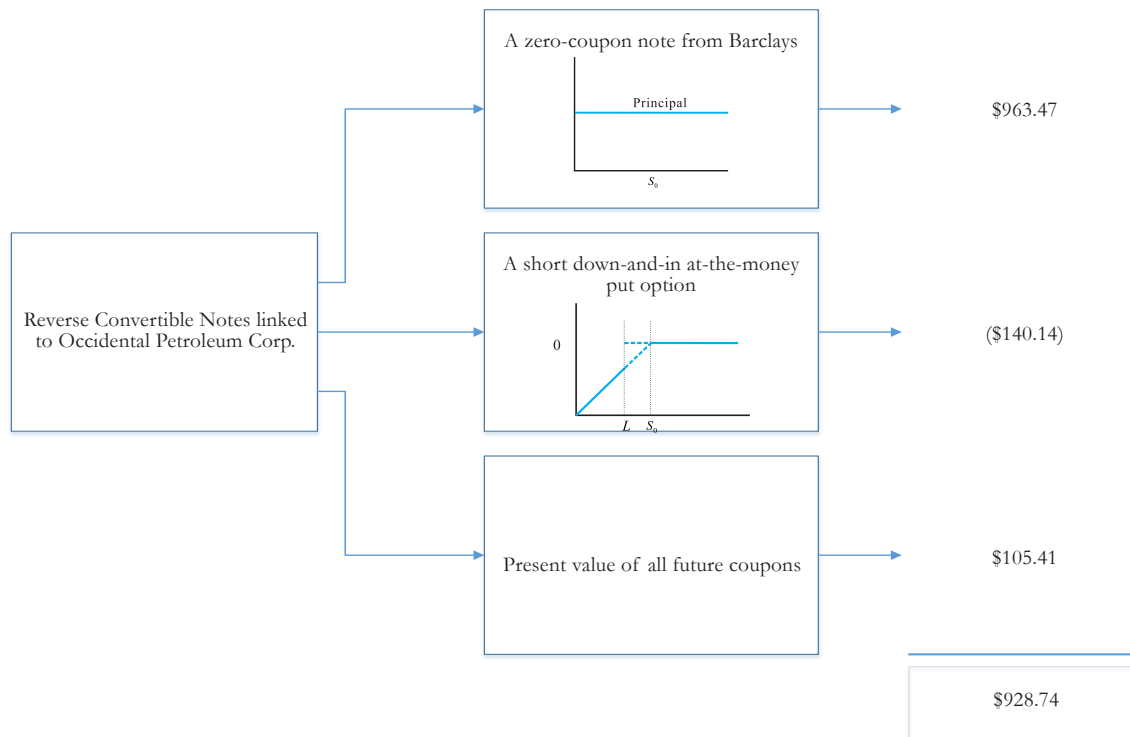 A zero-coupon note from Barclays
Principal
S₀
$963.47
Reverse Convertible Notes linked
to Occidental Petroleum Corp.
A short down-and-in at-the-money
put option
0
L S₀
($140.14)
Present value of all future coupons
$105.41
$928.74